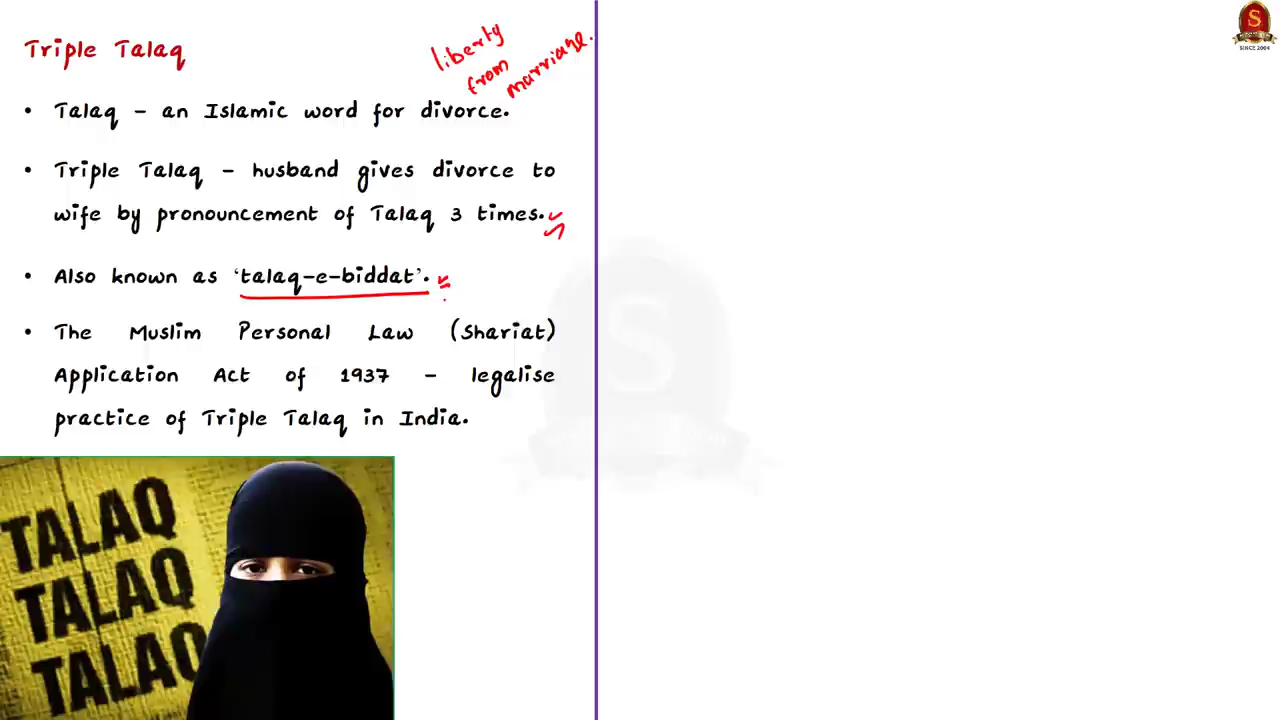 Triple Talaq
liberty
from
marriage.
• Talaq – an Islamic word for divorce.
• Triple Talaq – husband gives divorce to
wife by pronouncement of Talaq 3 times.
• Also known as 'talaq-e-biddat'.
• The Muslim Personal Law (Shariat)
Application Act of 1937 – legalise
practice of Triple Talaq in India.
TALAQ
TALAQ
TALAQ
S
SINCE 2004
S